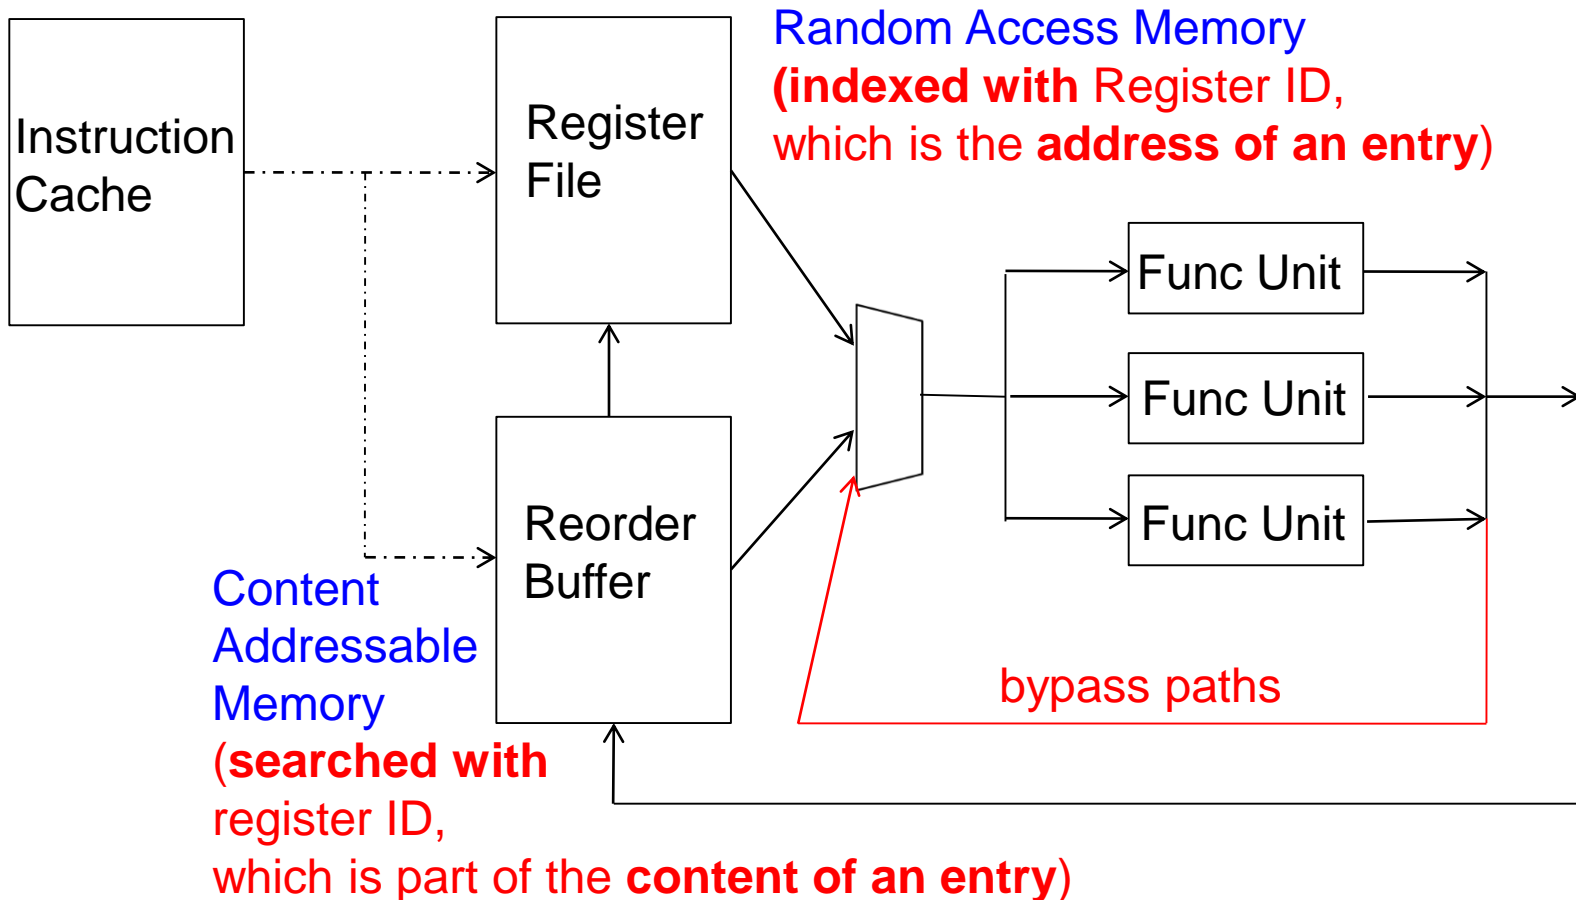 Random Access Memory
(indexed with Register ID,
which is the address of an entry)
Instruction
Cache
Register
File
Func Unit
Func Unit
Func Unit
Reorder
Buffer
Content
Addressable
Memory
(searched with
register ID,
which is part of the content of an entry)
bypass paths